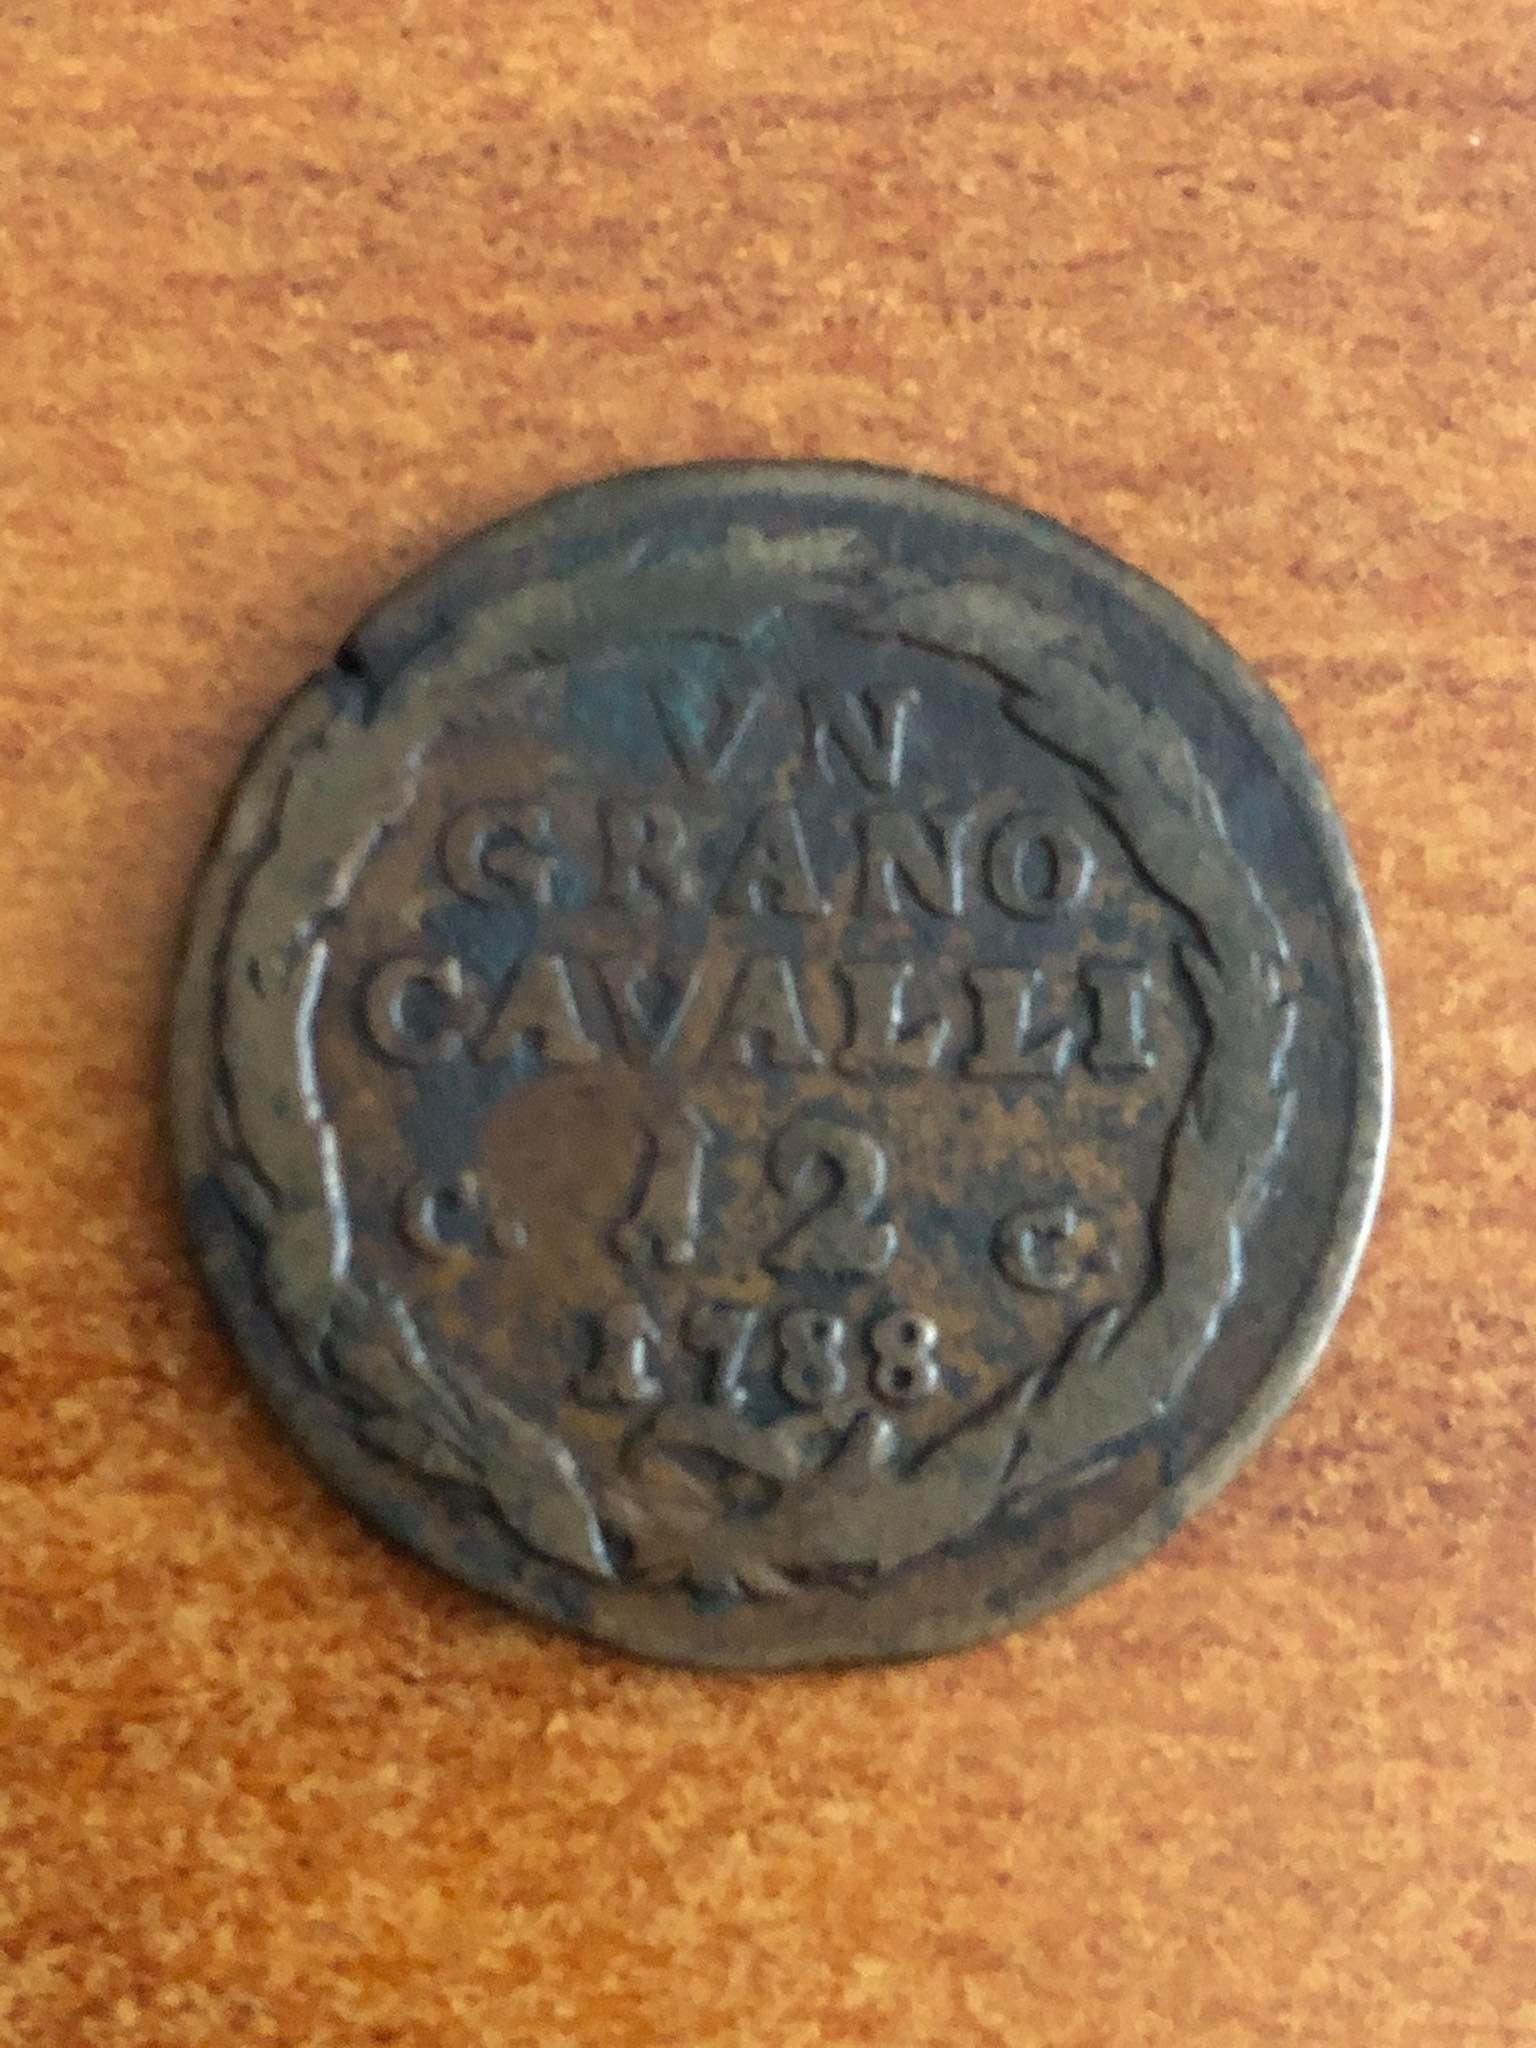 VN
GRANO
CAVALLI
C. 12 C
1788